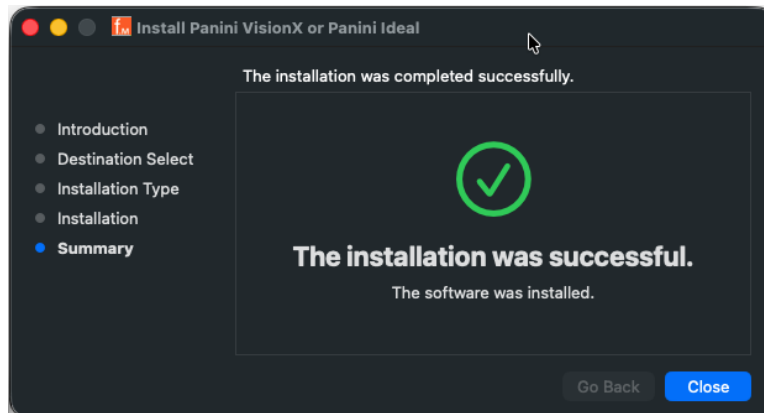 fM Install Panini VisionX or Panini Ideal
The installation was completed successfully.
Introduction
Destination Select
Installation Type
Installation
Summary
The installation was successful.
The software was installed.
Go Back
Close